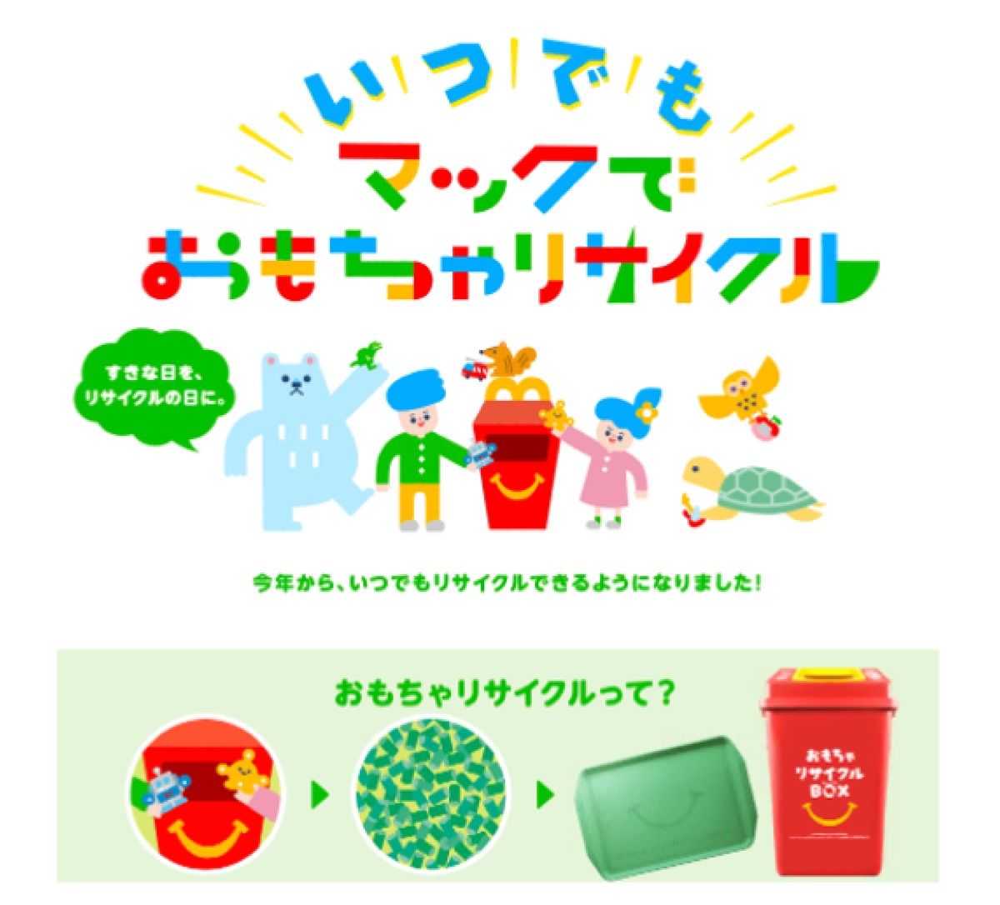 いつでも
マックで
おもちゃリサイクル
すきな日を、
リサイクルの日に。
今年から、いつでもリサイクルできるようになりました!
おもちゃリサイクルって?
おもちゃ
リサイクル
BOX